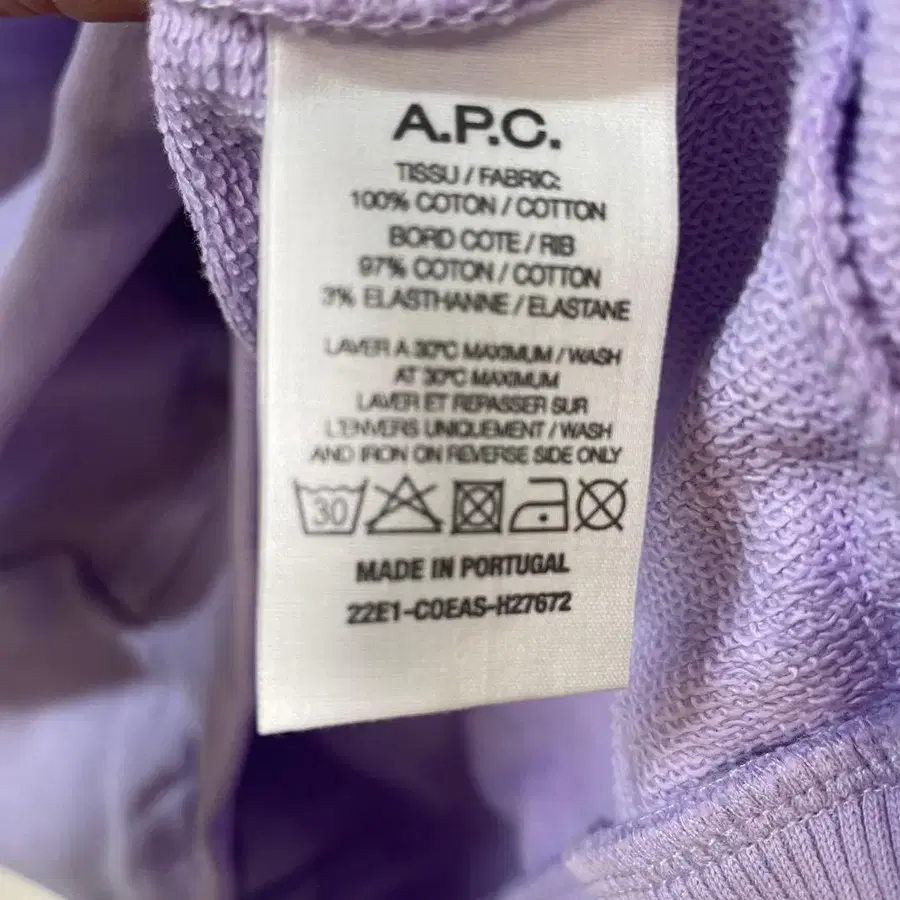 A.P.C.
TISSU / FABRIC:
100% COTON / COTTON
BORD COTE / RIB
97% COTON / COTTON
3% ELASTHANNE / ELASTANE
LAVER A 30°C MAXIMUM / WASH
AT 30°C MAXIMUM
LAVER ET REPASSER SUR
L'ENVERS UNIQUEMENT / WASH
AND IRON ON REVERSE SIDE ONLY
30
MADE IN PORTUGAL
22E1-COEAS-H27672